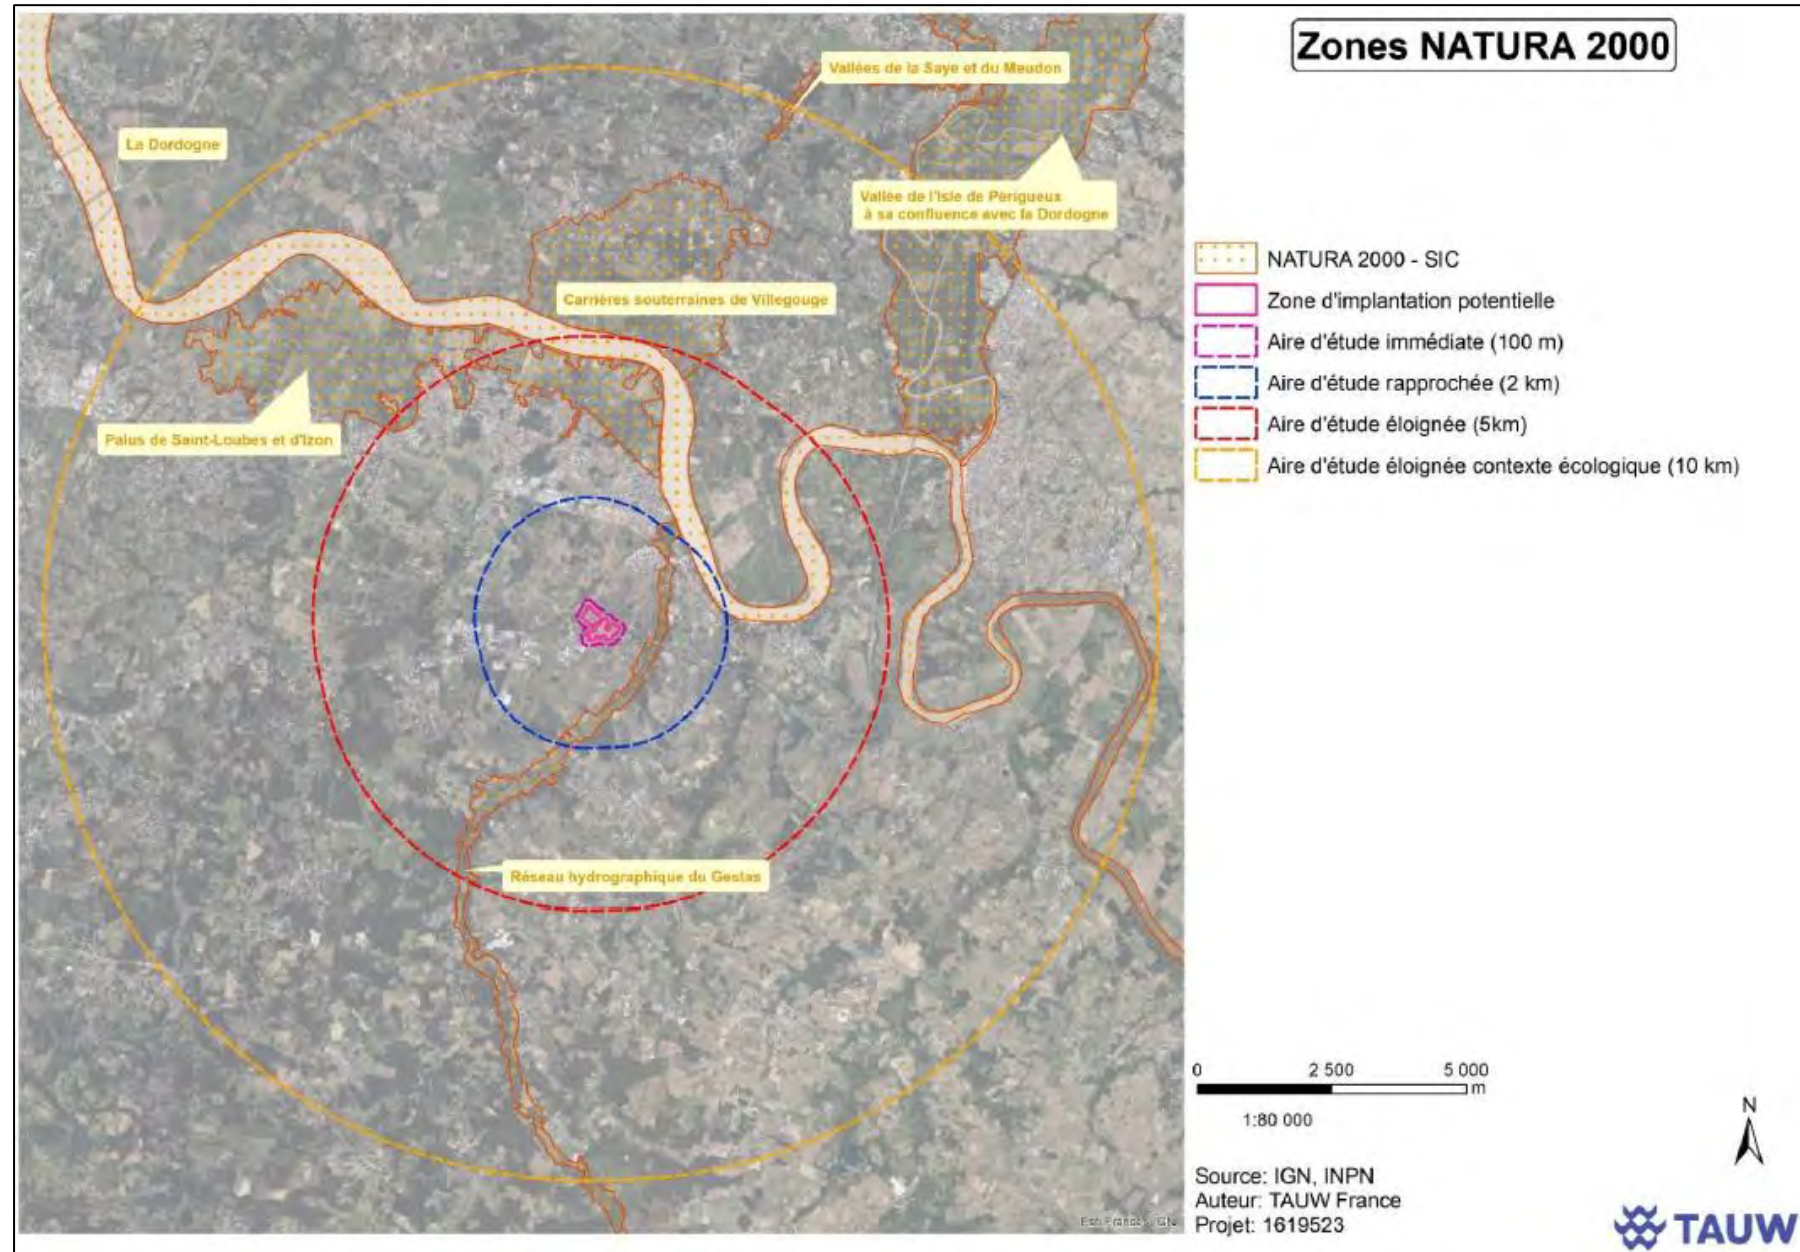 Zones NATURA 2000
Vallées de la Saye et du Meudon
La Dordogne
Vallée de l'Isle de Périgueux
à sa confluence avec la Dordogne
Carrières souterraines de Villegouge
Palus de Saint-Loubes et d'Izon
Réseau hydrographique du Gestas
NATURA 2000 - SIC
Zone d'implantation potentielle
Aire d'étude immédiate (100 m)
Aire d'étude rapprochée (2 km)
Aire d'étude éloignée (5km)
Aire d'étude éloignée contexte écologique (10 km)
0 2 500 5 000
m
1:80 000
N
Source: IGN, INPN
Auteur: TAUW France
Projet: 1619523
Esri France - IGN
TAUW